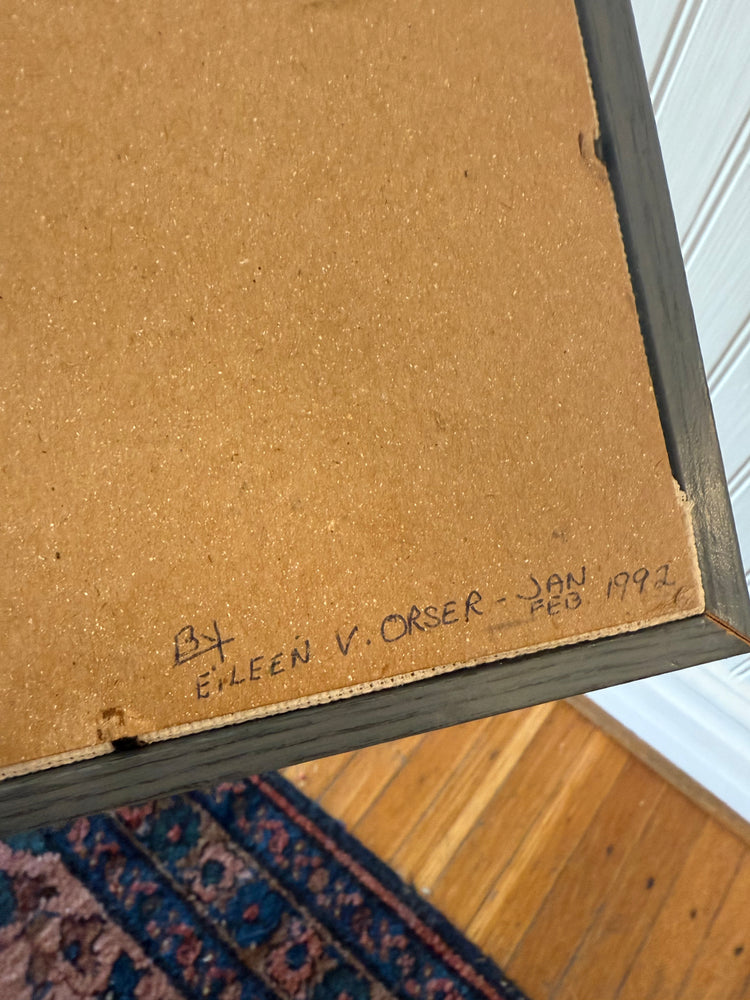 BY
EILEEN V. ORSER - JAN 1992
FEB.